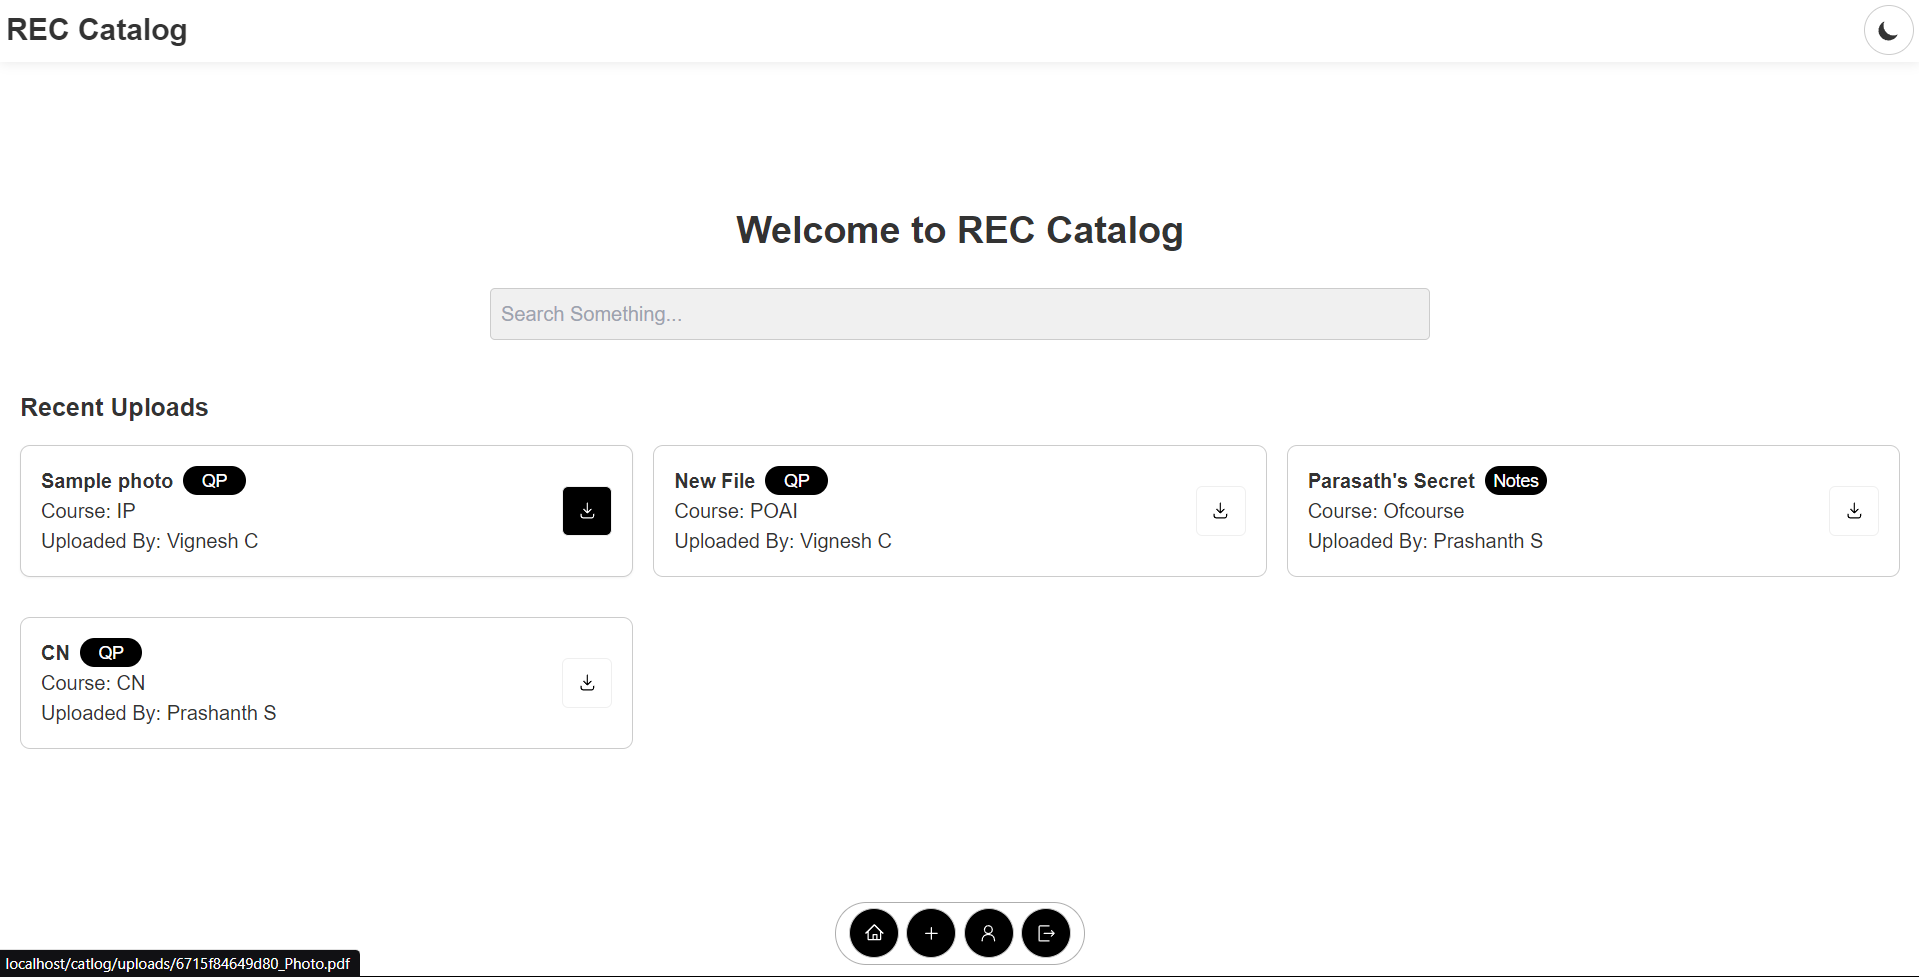 REC Catalog
Welcome to REC Catalog
Search Something...
Recent Uploads
Sample photo QP
Course: IP
Uploaded By: Vignesh C
New File QP
Course: POAI
Uploaded By: Vignesh C
Parasath's Secret Notes
Course: Ofcourse
Uploaded By: Prashanth S
CN QP
Course: CN
Uploaded By: Prashanth S
localhost/catlog/uploads/6715f84649d80_Photo.pdf